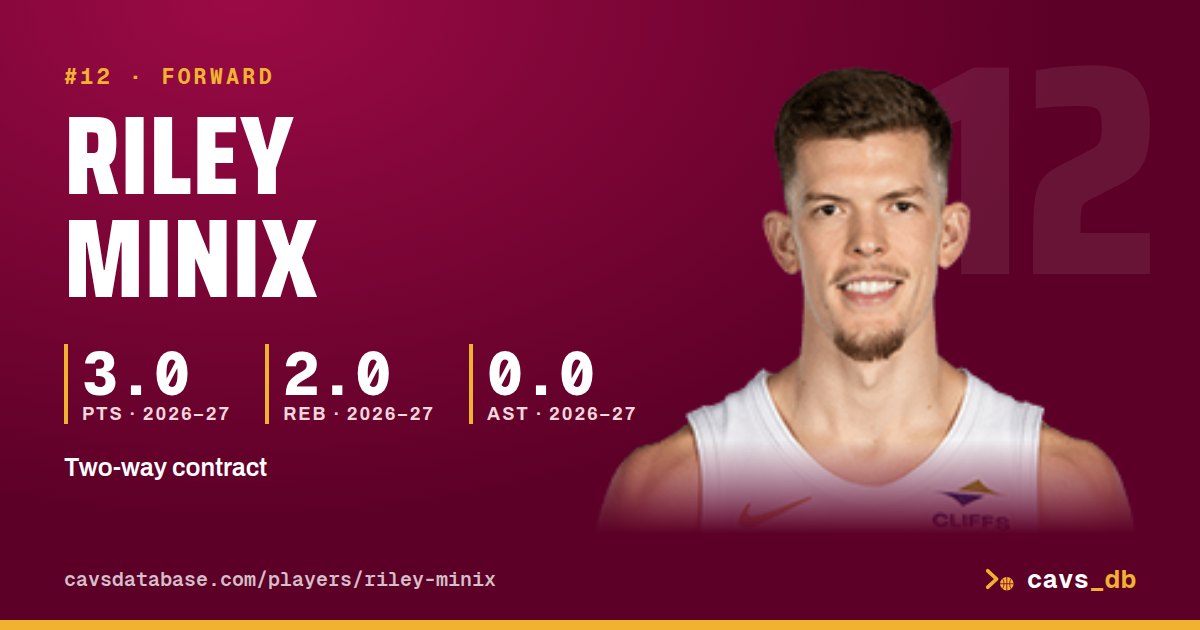 #12 · FORWARD
12
RILEY
MINIX
3.0 2.0 0.0
PTS · 2026–27 REB · 2026–27 AST · 2026–27
Two-way contract
CLIFFS
cavsdatabase.com/players/riley-minix
cavs_db